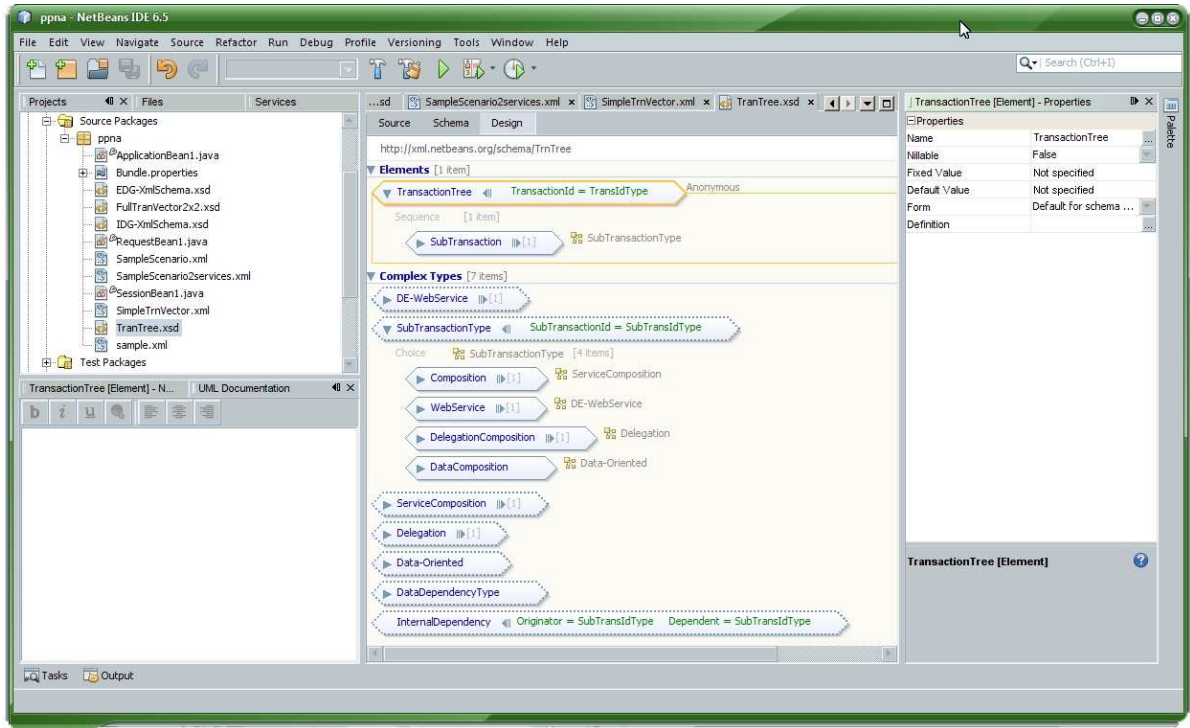 ppna - NetBeans IDE 6.5
File Edit View Navigate Source Refactor Run Debug Profile Versioning Tools Window Help
Search (Ctrl+I)
Projects Files Services
Source Packages
ppna
ApplicationBean1.java
Bundle.properties
EDG-XmlSchema.xsd
FullTranVector2x2.xsd
IDG-XmlSchema.xsd
RequestBean1.java
SampleScenario.xml
SampleScenario2services.xml
SessionBean1.java
SimpleTrnVector.xml
TranTree.xsd
sample.xml
Test Packages
TransactionTree [Element] - N... UML Documentation
b i u
...sd SampleScenario2services.xml SimpleTrnVector.xml TranTree.xsd
Source Schema Design
http://xml.netbeans.org/schema/TrnTree
Elements [1 item]
TransactionTree TransactionId = TransIdType Anonymous
Sequence [1 item]
SubTransaction [1] SubTransactionType
Complex Types [7 items]
DE-WebService [1]
SubTransactionType SubTransactionId = SubTransIdType
Choice SubTransactionType [4 items]
Composition [1] ServiceComposition
WebService [1] DE-WebService
DelegationComposition [1] Delegation
DataComposition Data-Oriented
ServiceComposition [1]
Delegation [1]
Data-Oriented
DataDependencyType
InternalDependency Originator = SubTransIdType Dependent = SubTransIdType
TransactionTree [Element] - Properties
Palette
Properties
Name TransactionTree ...
Nillable False
Fixed Value Not specified
Default Value Not specified
Form Default for schema ...
Definition ...
TransactionTree [Element]
Tasks Output